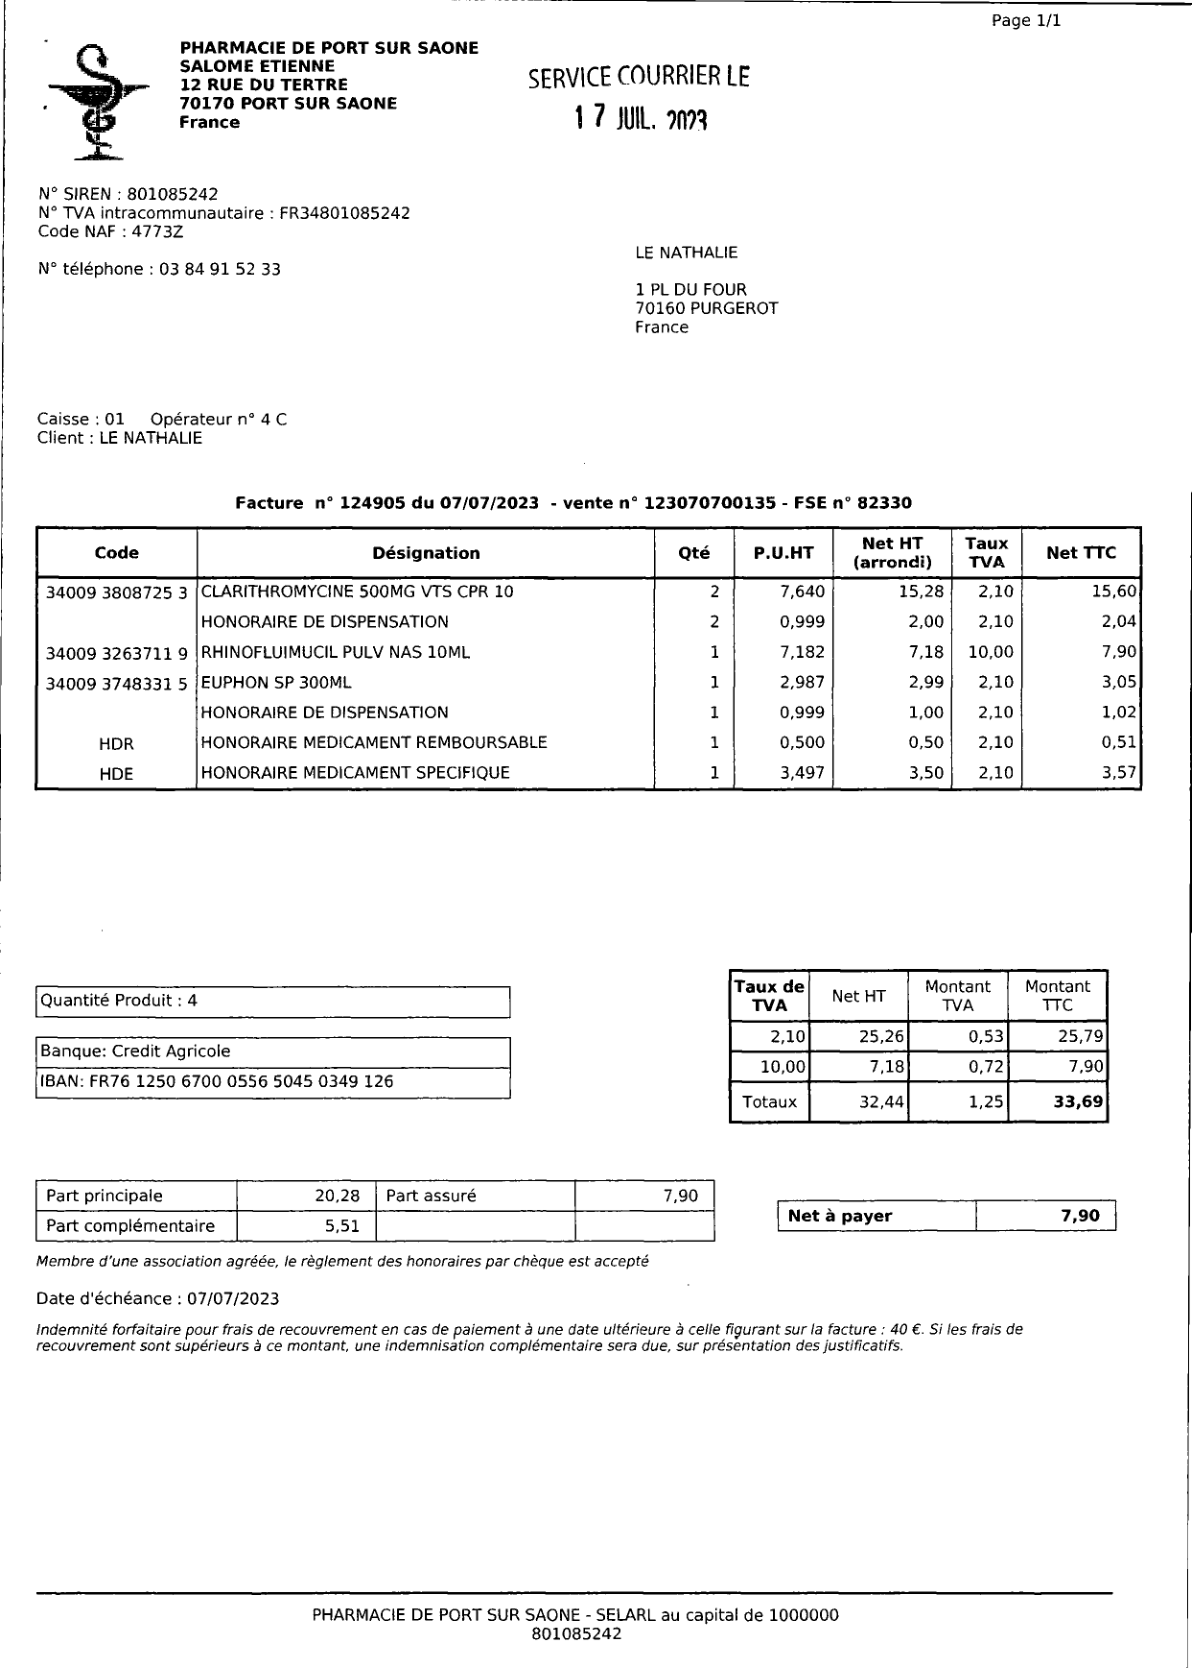 Page 1/1
PHARMACIE DE PORT SUR SAONE
SALOME ETIENNE
12 RUE DU TERTRE
70170 PORT SUR SAONE
France
SERVICE COURRIER LE
17 JUIL. 2023
N° SIREN : 801085242
N° TVA intracommunautaire : FR34801085242
Code NAF : 4773Z
N° téléphone : 03 84 91 52 33
LE NATHALIE
1 PL DU FOUR
70160 PURGEROT
France
Caisse : 01 Opérateur n° 4 C
Client : LE NATHALIE
Facture n° 124905 du 07/07/2023 - vente n° 123070700135 - FSE n° 82330
Code Désignation Qté P.U.HT Net HT (arrondi) Taux TVA Net TTC
34009 3808725 3 CLARITHROMYCINE 500MG VTS CPR 10 2 7,640 15,28 2,10 15,60
HONORAIRE DE DISPENSATION 2 0,999 2,00 2,10 2,04
34009 3263711 9 RHINOFLUIMUCIL PULV NAS 10ML 1 7,182 7,18 10,00 7,90
34009 3748331 5 EUPHON SP 300ML 1 2,987 2,99 2,10 3,05
HONORAIRE DE DISPENSATION 1 0,999 1,00 2,10 1,02
HDR HONORAIRE MEDICAMENT REMBOURSABLE 1 0,500 0,50 2,10 0,51
HDE HONORAIRE MEDICAMENT SPECIFIQUE 1 3,497 3,50 2,10 3,57
Quantité Produit : 4
Banque: Credit Agricole
IBAN: FR76 1250 6700 0556 5045 0349 126
Taux de TVA Net HT Montant TVA Montant TTC
2,10 25,26 0,53 25,79
10,00 7,18 0,72 7,90
Totaux 32,44 1,25 33,69
Part principale 20,28 Part assuré 7,90
Part complémentaire 5,51
Net à payer 7,90
Membre d'une association agréée, le règlement des honoraires par chèque est accepté
Date d'échéance : 07/07/2023
Indemnité forfaitaire pour frais de recouvrement en cas de paiement à une date ultérieure à celle figurant sur la facture : 40 €. Si les frais de
recouvrement sont supérieurs à ce montant, une indemnisation complémentaire sera due, sur présentation des justificatifs.
PHARMACIE DE PORT SUR SAONE - SELARL au capital de 1000000
801085242